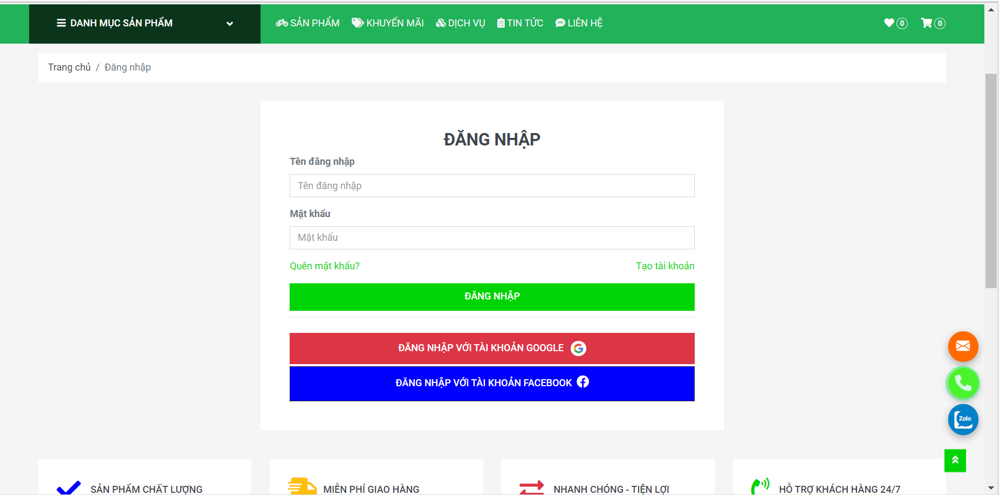 DANH MỤC SẢN PHẨM SẢN PHẨM KHUYẾN MÃI DỊCH VỤ TIN TỨC LIÊN HỆ 0 0
Trang chủ / Đăng nhập
ĐĂNG NHẬP
Tên đăng nhập
Tên đăng nhập
Mật khẩu
Mật khẩu
Quên mật khẩu? Tạo tài khoản
ĐĂNG NHẬP
ĐĂNG NHẬP VỚI TÀI KHOẢN GOOGLE
ĐĂNG NHẬP VỚI TÀI KHOẢN FACEBOOK
Zalo
SẢN PHẨM CHẤT LƯỢNG MIỄN PHÍ GIAO HÀNG NHANH CHÓNG - TIỆN LỢI HỖ TRỢ KHÁCH HÀNG 24/7